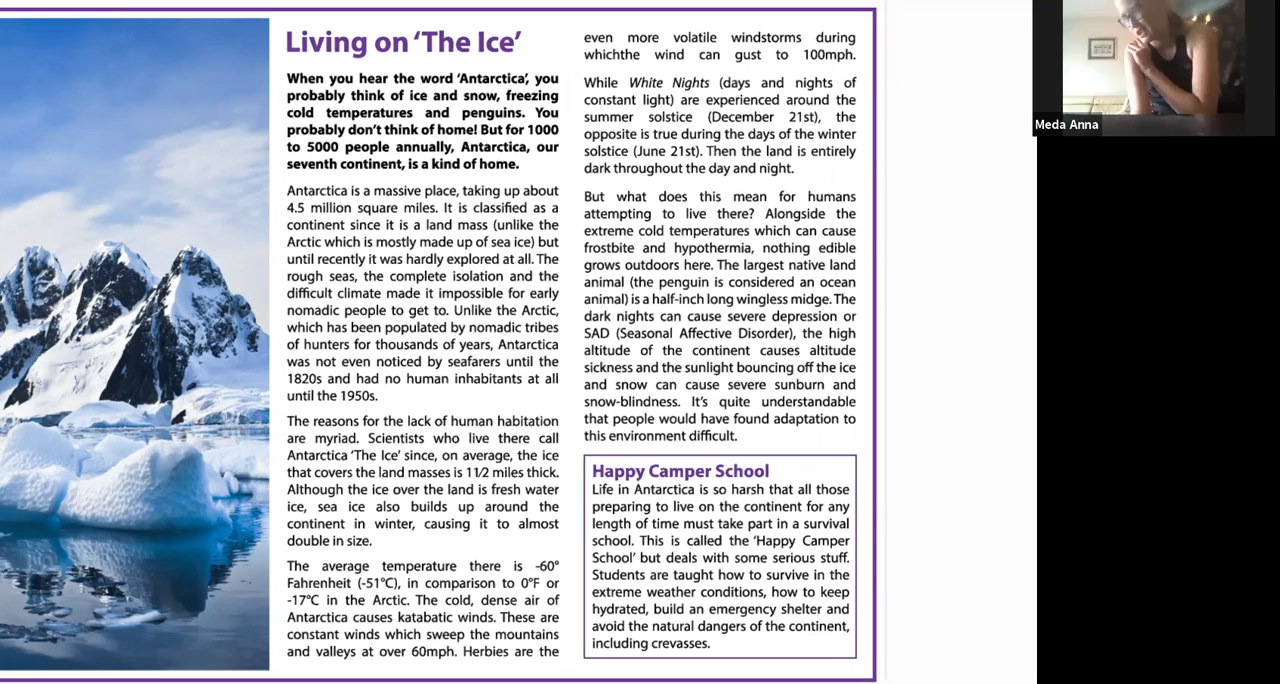 Living on ‘The Ice’
When you hear the word ‘Antarctica’, you
probably think of ice and snow, freezing
cold temperatures and penguins. You
probably don’t think of home! But for 1000
to 5000 people annually, Antarctica, our
seventh continent, is a kind of home.
Antarctica is a massive place, taking up about
4.5 million square miles. It is classified as a
continent since it is a land mass (unlike the
Arctic which is mostly made up of sea ice) but
until recently it was hardly explored at all. The
rough seas, the complete isolation and the
difficult climate made it impossible for early
nomadic people to get to. Unlike the Arctic,
which has been populated by nomadic tribes
of hunters for thousands of years, Antarctica
was not even noticed by seafarers until the
1820s and had no human inhabitants at all
until the 1950s.
The reasons for the lack of human habitation
are myriad. Scientists who live there call
Antarctica ‘The Ice’ since, on average, the ice
that covers the land masses is 11⁄2 miles thick.
Although the ice over the land is fresh water
ice, sea ice also builds up around the
continent in winter, causing it to almost
double in size.
The average temperature there is -60°
Fahrenheit (-51°C), in comparison to 0°F or
-17°C in the Arctic. The cold, dense air of
Antarctica causes katabatic winds. These are
constant winds which sweep the mountains
and valleys at over 60mph. Herbies are the
even more volatile windstorms during
whichthe wind can gust to 100mph.
While White Nights (days and nights of
constant light) are experienced around the
summer solstice (December 21st), the
opposite is true during the days of the winter
solstice (June 21st). Then the land is entirely
dark throughout the day and night.
But what does this mean for humans
attempting to live there? Alongside the
extreme cold temperatures which can cause
frostbite and hypothermia, nothing edible
grows outdoors here. The largest native land
animal (the penguin is considered an ocean
animal) is a half-inch long wingless midge. The
dark nights can cause severe depression or
SAD (Seasonal Affective Disorder), the high
altitude of the continent causes altitude
sickness and the sunlight bouncing off the ice
and snow can cause severe sunburn and
snow-blindness. It’s quite understandable
that people would have found adaptation to
this environment difficult.
Happy Camper School
Life in Antarctica is so harsh that all those
preparing to live on the continent for any
length of time must take part in a survival
school. This is called the ‘Happy Camper
School’ but deals with some serious stuff.
Students are taught how to survive in the
extreme weather conditions, how to keep
hydrated, build an emergency shelter and
avoid the natural dangers of the continent,
including crevasses.
Meda Anna